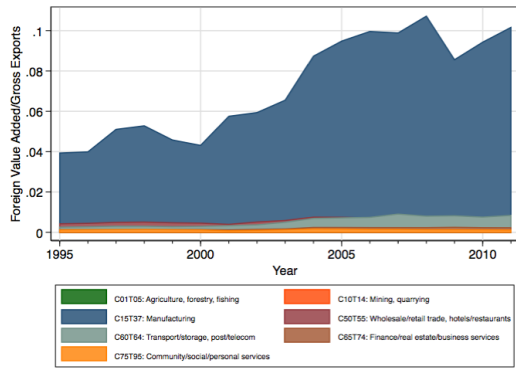 Foreign Value Added/Gross Exports
.1
.08
.06
.04
.02
0
1995
2000
2005
2010
Year
C01T05: Agriculture, forestry, fishing
C10T14: Mining, quarrying
C15T37: Manufacturing
C50T55: Wholesale/retail trade, hotels/restaurants
C60T64: Transport/storage, post/telecom
C65T74: Finance/real estate/business services
C75T95: Community/social/personal services